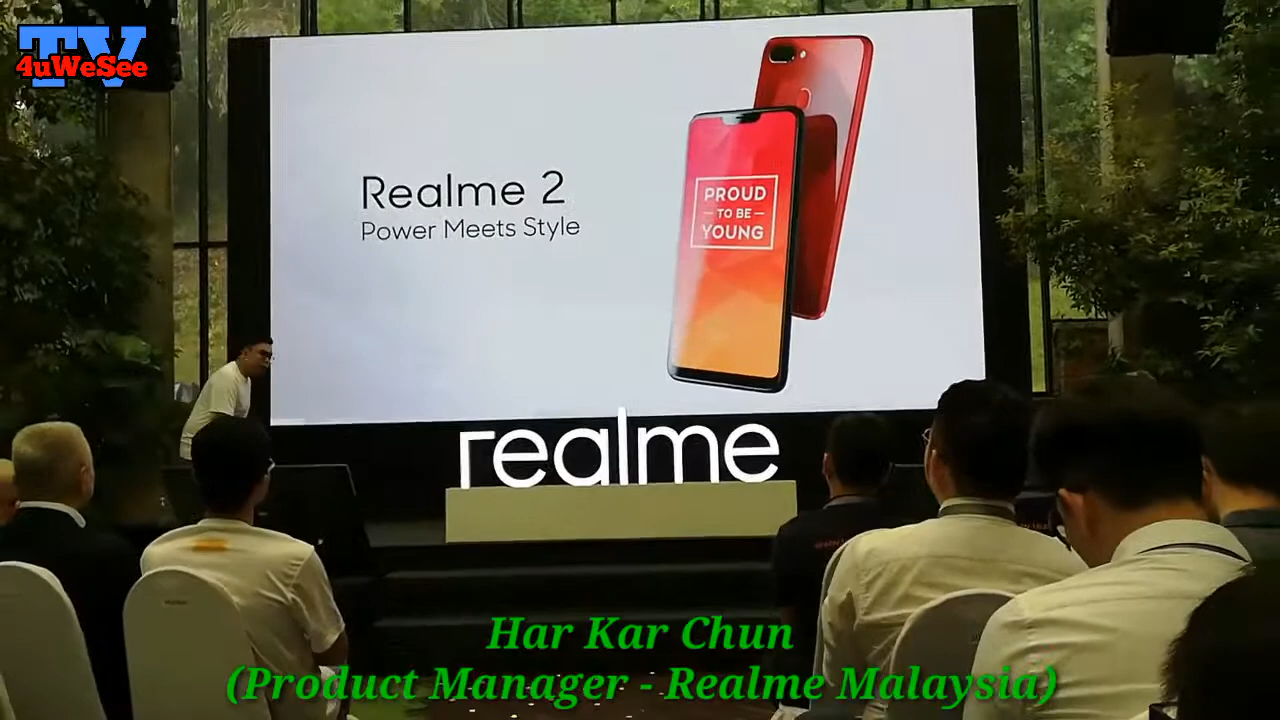 TV
4uWeSee
Realme 2
Power Meets Style
PROUD
TO BE
YOUNG
realme
Har Kar Chun
(Product Manager - Realme Malaysia)